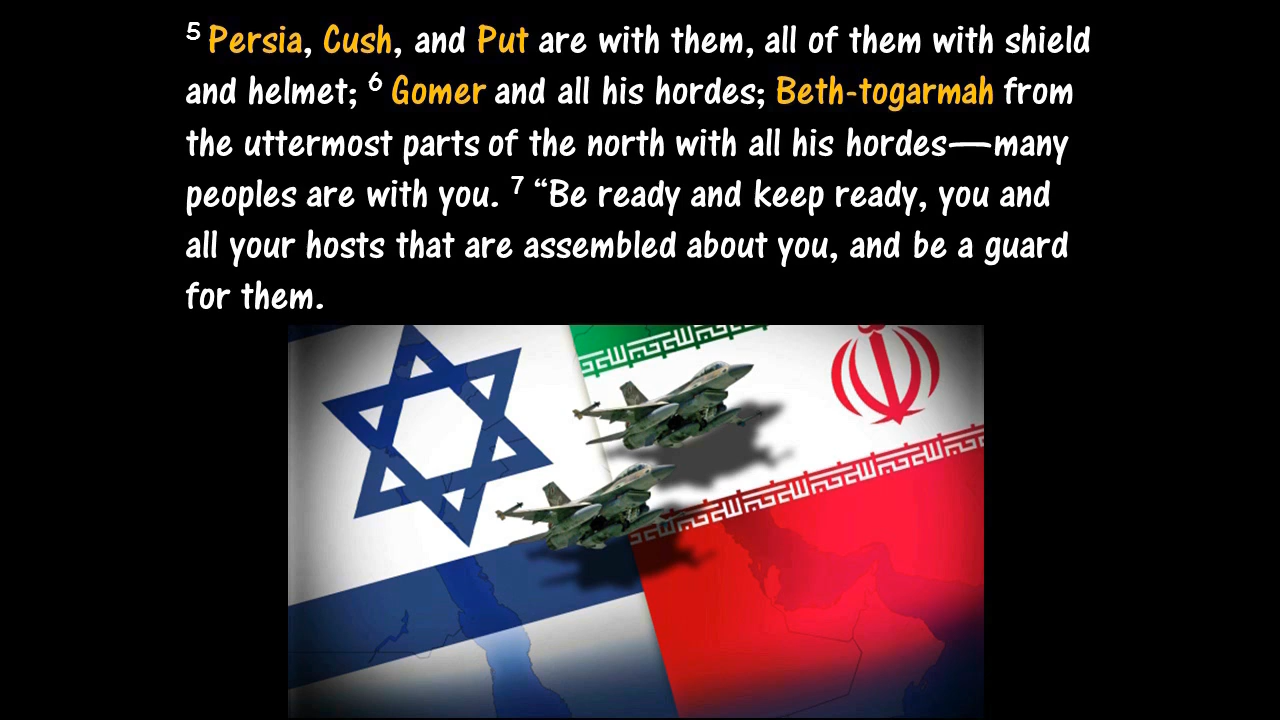 ⁵ Persia, Cush, and Put are with them, all of them with shield
and helmet; ⁶ Gomer and all his hordes; Beth-togarmah from
the uttermost parts of the north with all his hordes—many
peoples are with you. ⁷ “Be ready and keep ready, you and
all your hosts that are assembled about you, and be a guard
for them.